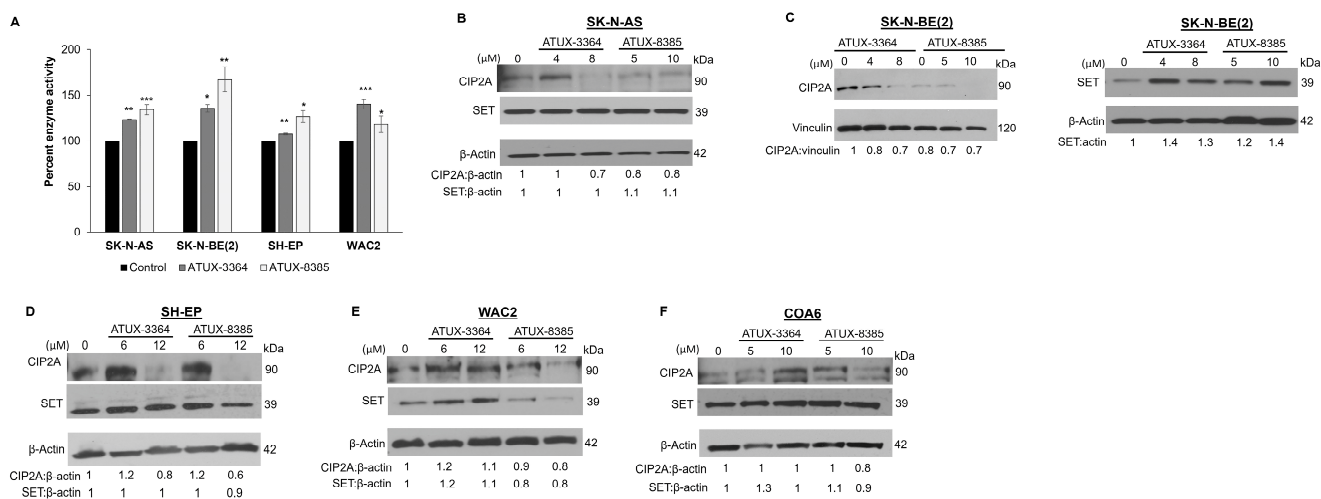 A
Percent enzyme activity
200
150
100
50
0
** *** * ** ** * *** *
SK-N-AS SK-N-BE(2) SH-EP WAC2
Control ATUX-3364 ATUX-8385
B
SK-N-AS
ATUX-3364 ATUX-8385
(μM) 0 4 8 5 10 kDa
CIP2A 90
SET 39
β-Actin 42
CIP2A:β-actin 1 1 0.7 0.8 0.8
SET:β-actin 1 1 1 1.1 1.1
C
SK-N-BE(2)
ATUX-3364 ATUX-8385
(μM) 0 4 8 0 5 10 kDa
CIP2A 90
Vinculin 120
CIP2A:vinculin 1 0.8 0.7 0.8 0.7 0.7
SK-N-BE(2)
ATUX-3364 ATUX-8385
(μM) 0 4 8 5 10 kDa
SET 39
β-Actin 42
SET:actin 1 1.4 1.3 1.2 1.4
D
SH-EP
ATUX-3364 ATUX-8385
(μM) 0 6 12 6 12 kDa
CIP2A 90
SET 39
β-Actin 42
CIP2A:β-actin 1 1.2 0.8 1.2 0.6
SET:β-actin 1 1 1 1 0.9
E
WAC2
ATUX-3364 ATUX-8385
(μM) 0 6 12 6 12 kDa
CIP2A 90
SET 39
β-Actin 42
CIP2A:β-actin 1 1.2 1.1 0.9 0.8
SET:β-actin 1 1.2 1.1 0.8 0.8
F
COA6
ATUX-3364 ATUX-8385
(μM) 0 5 10 5 10 kDa
CIP2A 90
SET 39
β-Actin 42
CIP2A:β-actin 1 1 1 1 0.8
SET:β-actin 1 1.3 1 1.1 0.9